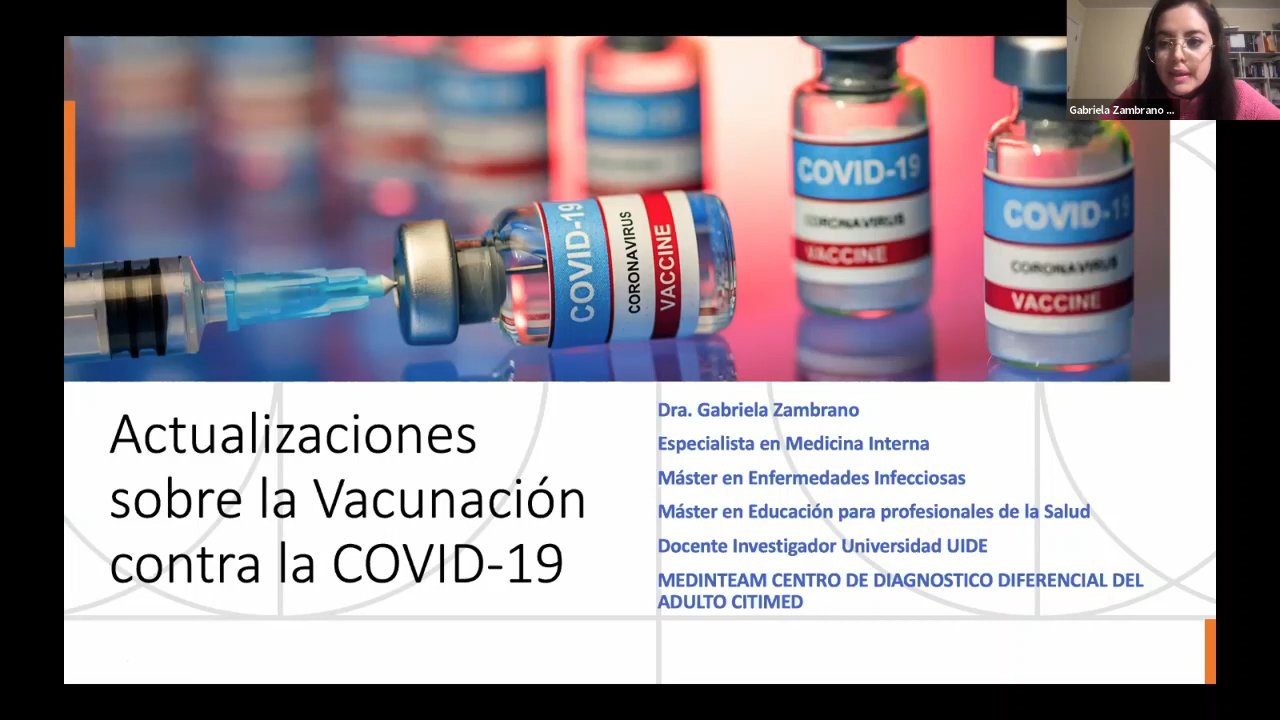 Gabriela Zambrano ...
COVID-19
CORONAVIRUS
VACCINE
COVID-19
CORONAVIRUS
VACCINE
COVID-19
CORONAVIRUS
VACCINE
Actualizaciones
sobre la Vacunación
contra la COVID-19
Dra. Gabriela Zambrano
Especialista en Medicina Interna
Máster en Enfermedades Infecciosas
Máster en Educación para profesionales de la Salud
Docente Investigador Universidad UIDE
MEDINTEAM CENTRO DE DIAGNOSTICO DIFERENCIAL DEL
ADULTO CITIMED